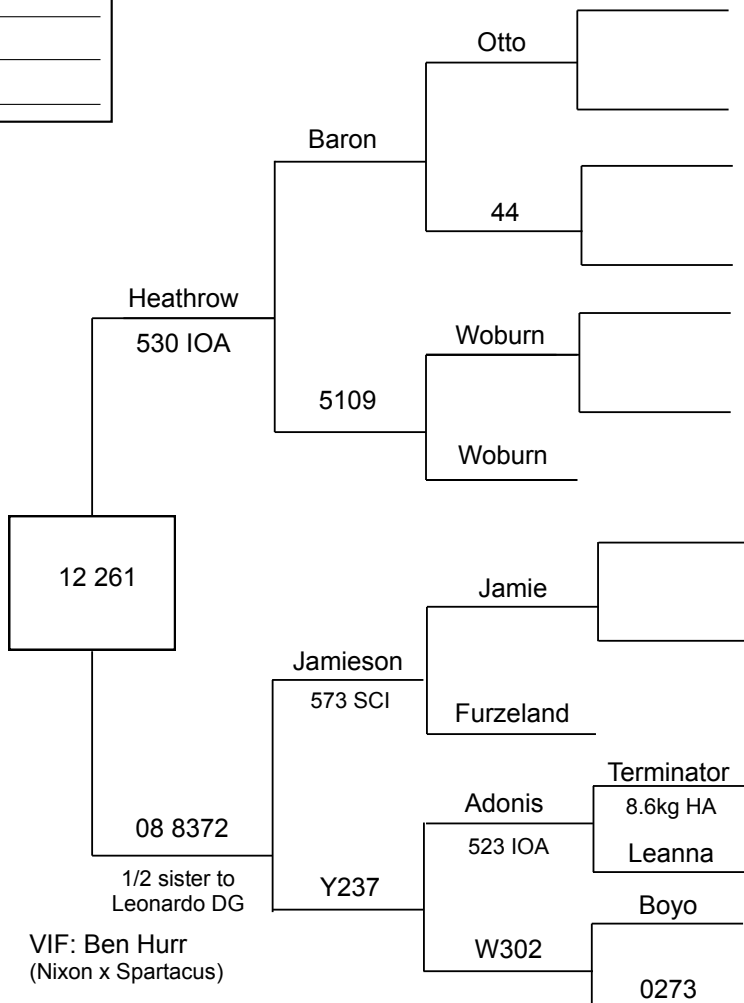 Otto
Baron
44
Heathrow
530 IOA
Woburn
5109
Woburn
12 261
Jamie
Jamieson
573 SCI
Furzeland
Terminator
8.6kg HA
Adonis
523 IOA
Leanna
08 8372
1/2 sister to
Leonardo DG
Y237
Boyo
W302
0273
VIF: Ben Hurr
(Nixon x Spartacus)